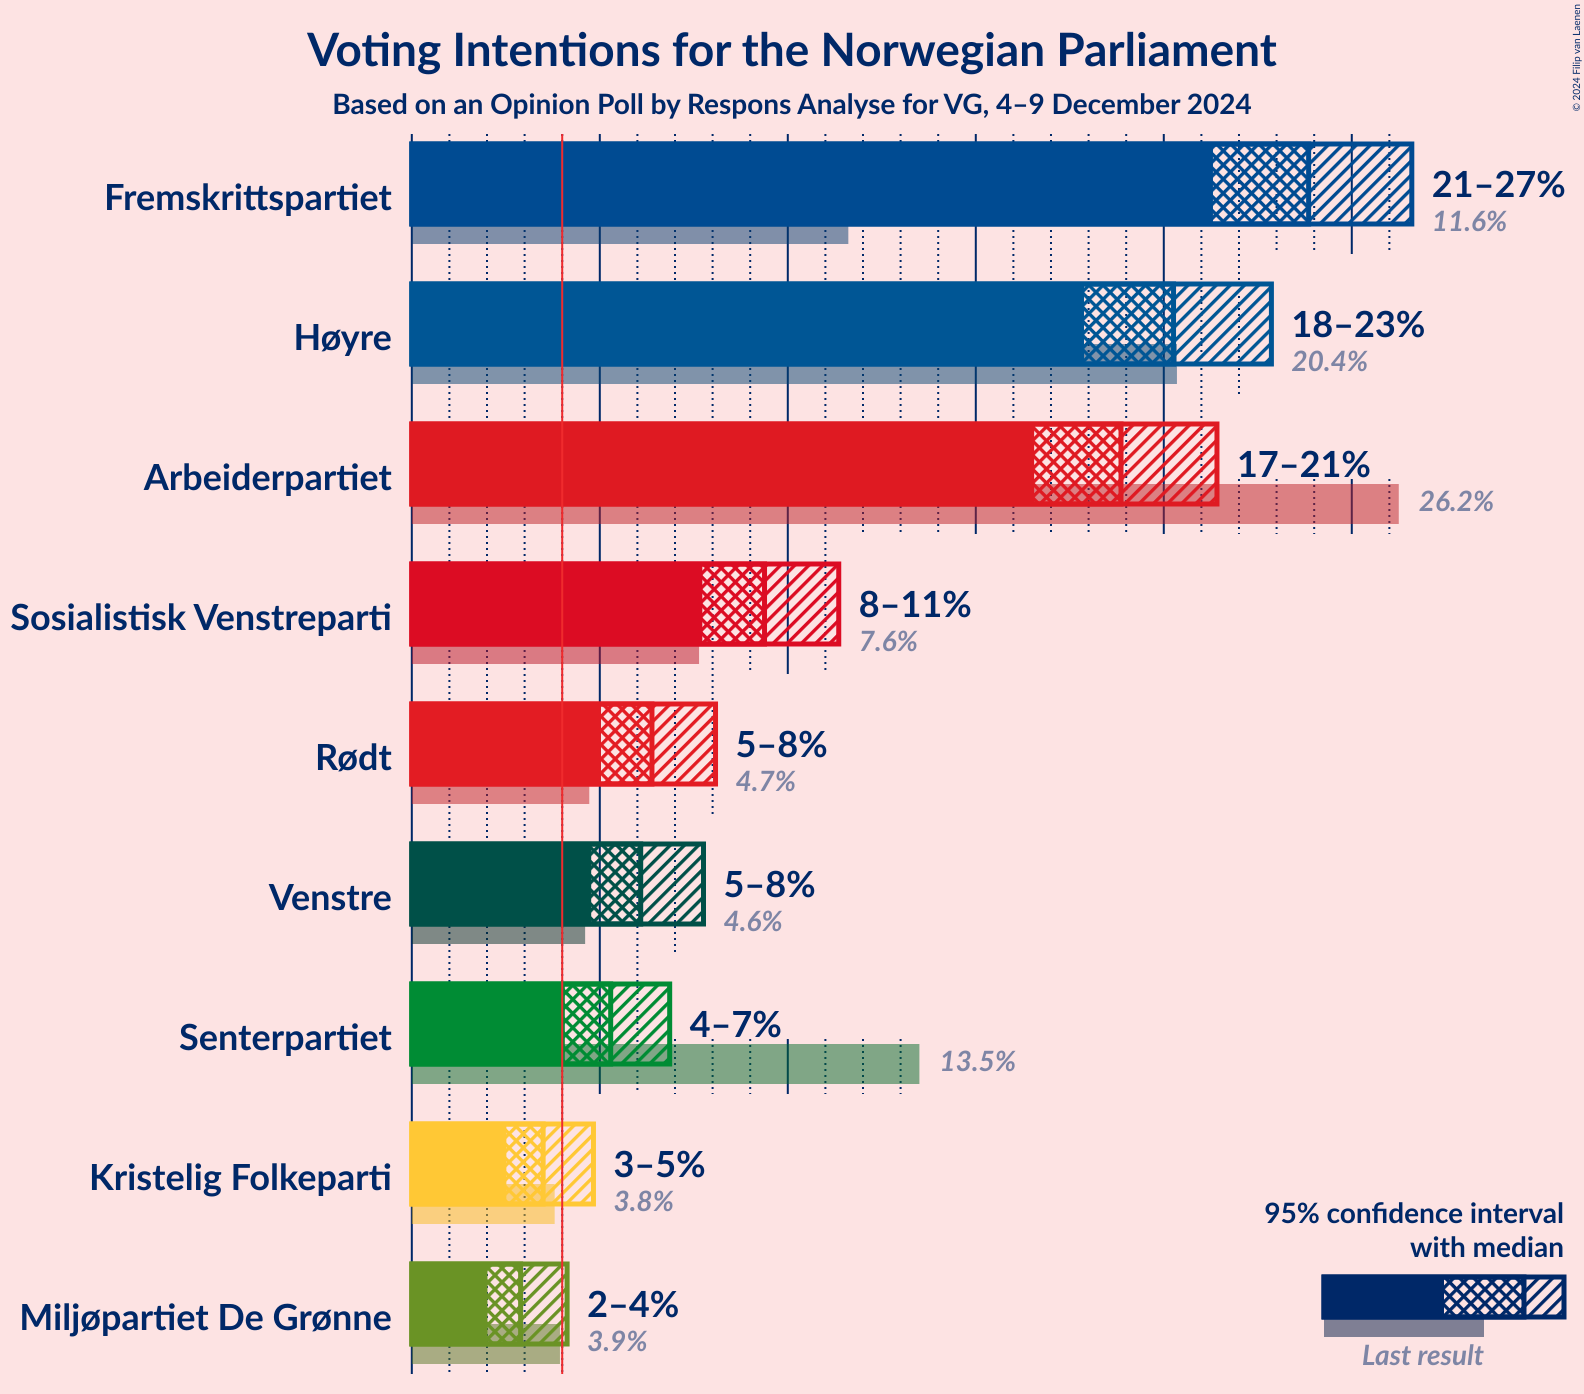 Voting Intentions for the Norwegian Parliament
Based on an Opinion Poll by Respons Analyse for VG, 4–9 December 2024
© 2024 Filip van Laenen
Fremskrittspartiet
21–27%
11.6%
Høyre
18–23%
20.4%
Arbeiderpartiet
17–21%
26.2%
Sosialistisk Venstreparti
8–11%
7.6%
Rødt
5–8%
4.7%
Venstre
5–8%
4.6%
Senterpartiet
4–7%
13.5%
Kristelig Folkeparti
3–5%
3.8%
Miljøpartiet De Grønne
2–4%
3.9%
95% confidence interval
with median
Last result